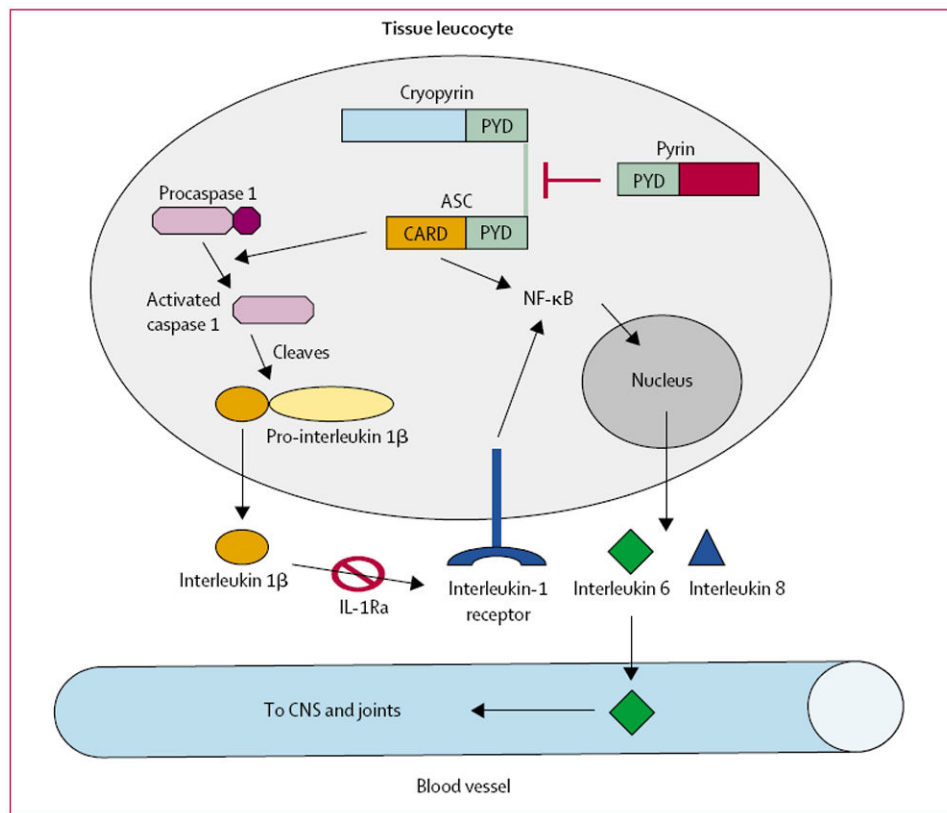 Tissue leucocyte
Cryopyrin
PYD
Pyrin
PYD
Procaspase 1
ASC
CARD
PYD
Activated
caspase 1
NF-κB
Cleaves
Nucleus
Pro-interleukin 1β
Interleukin 1β
IL-1Ra
Interleukin-1
receptor
Interleukin 6
Interleukin 8
To CNS and joints
Blood vessel